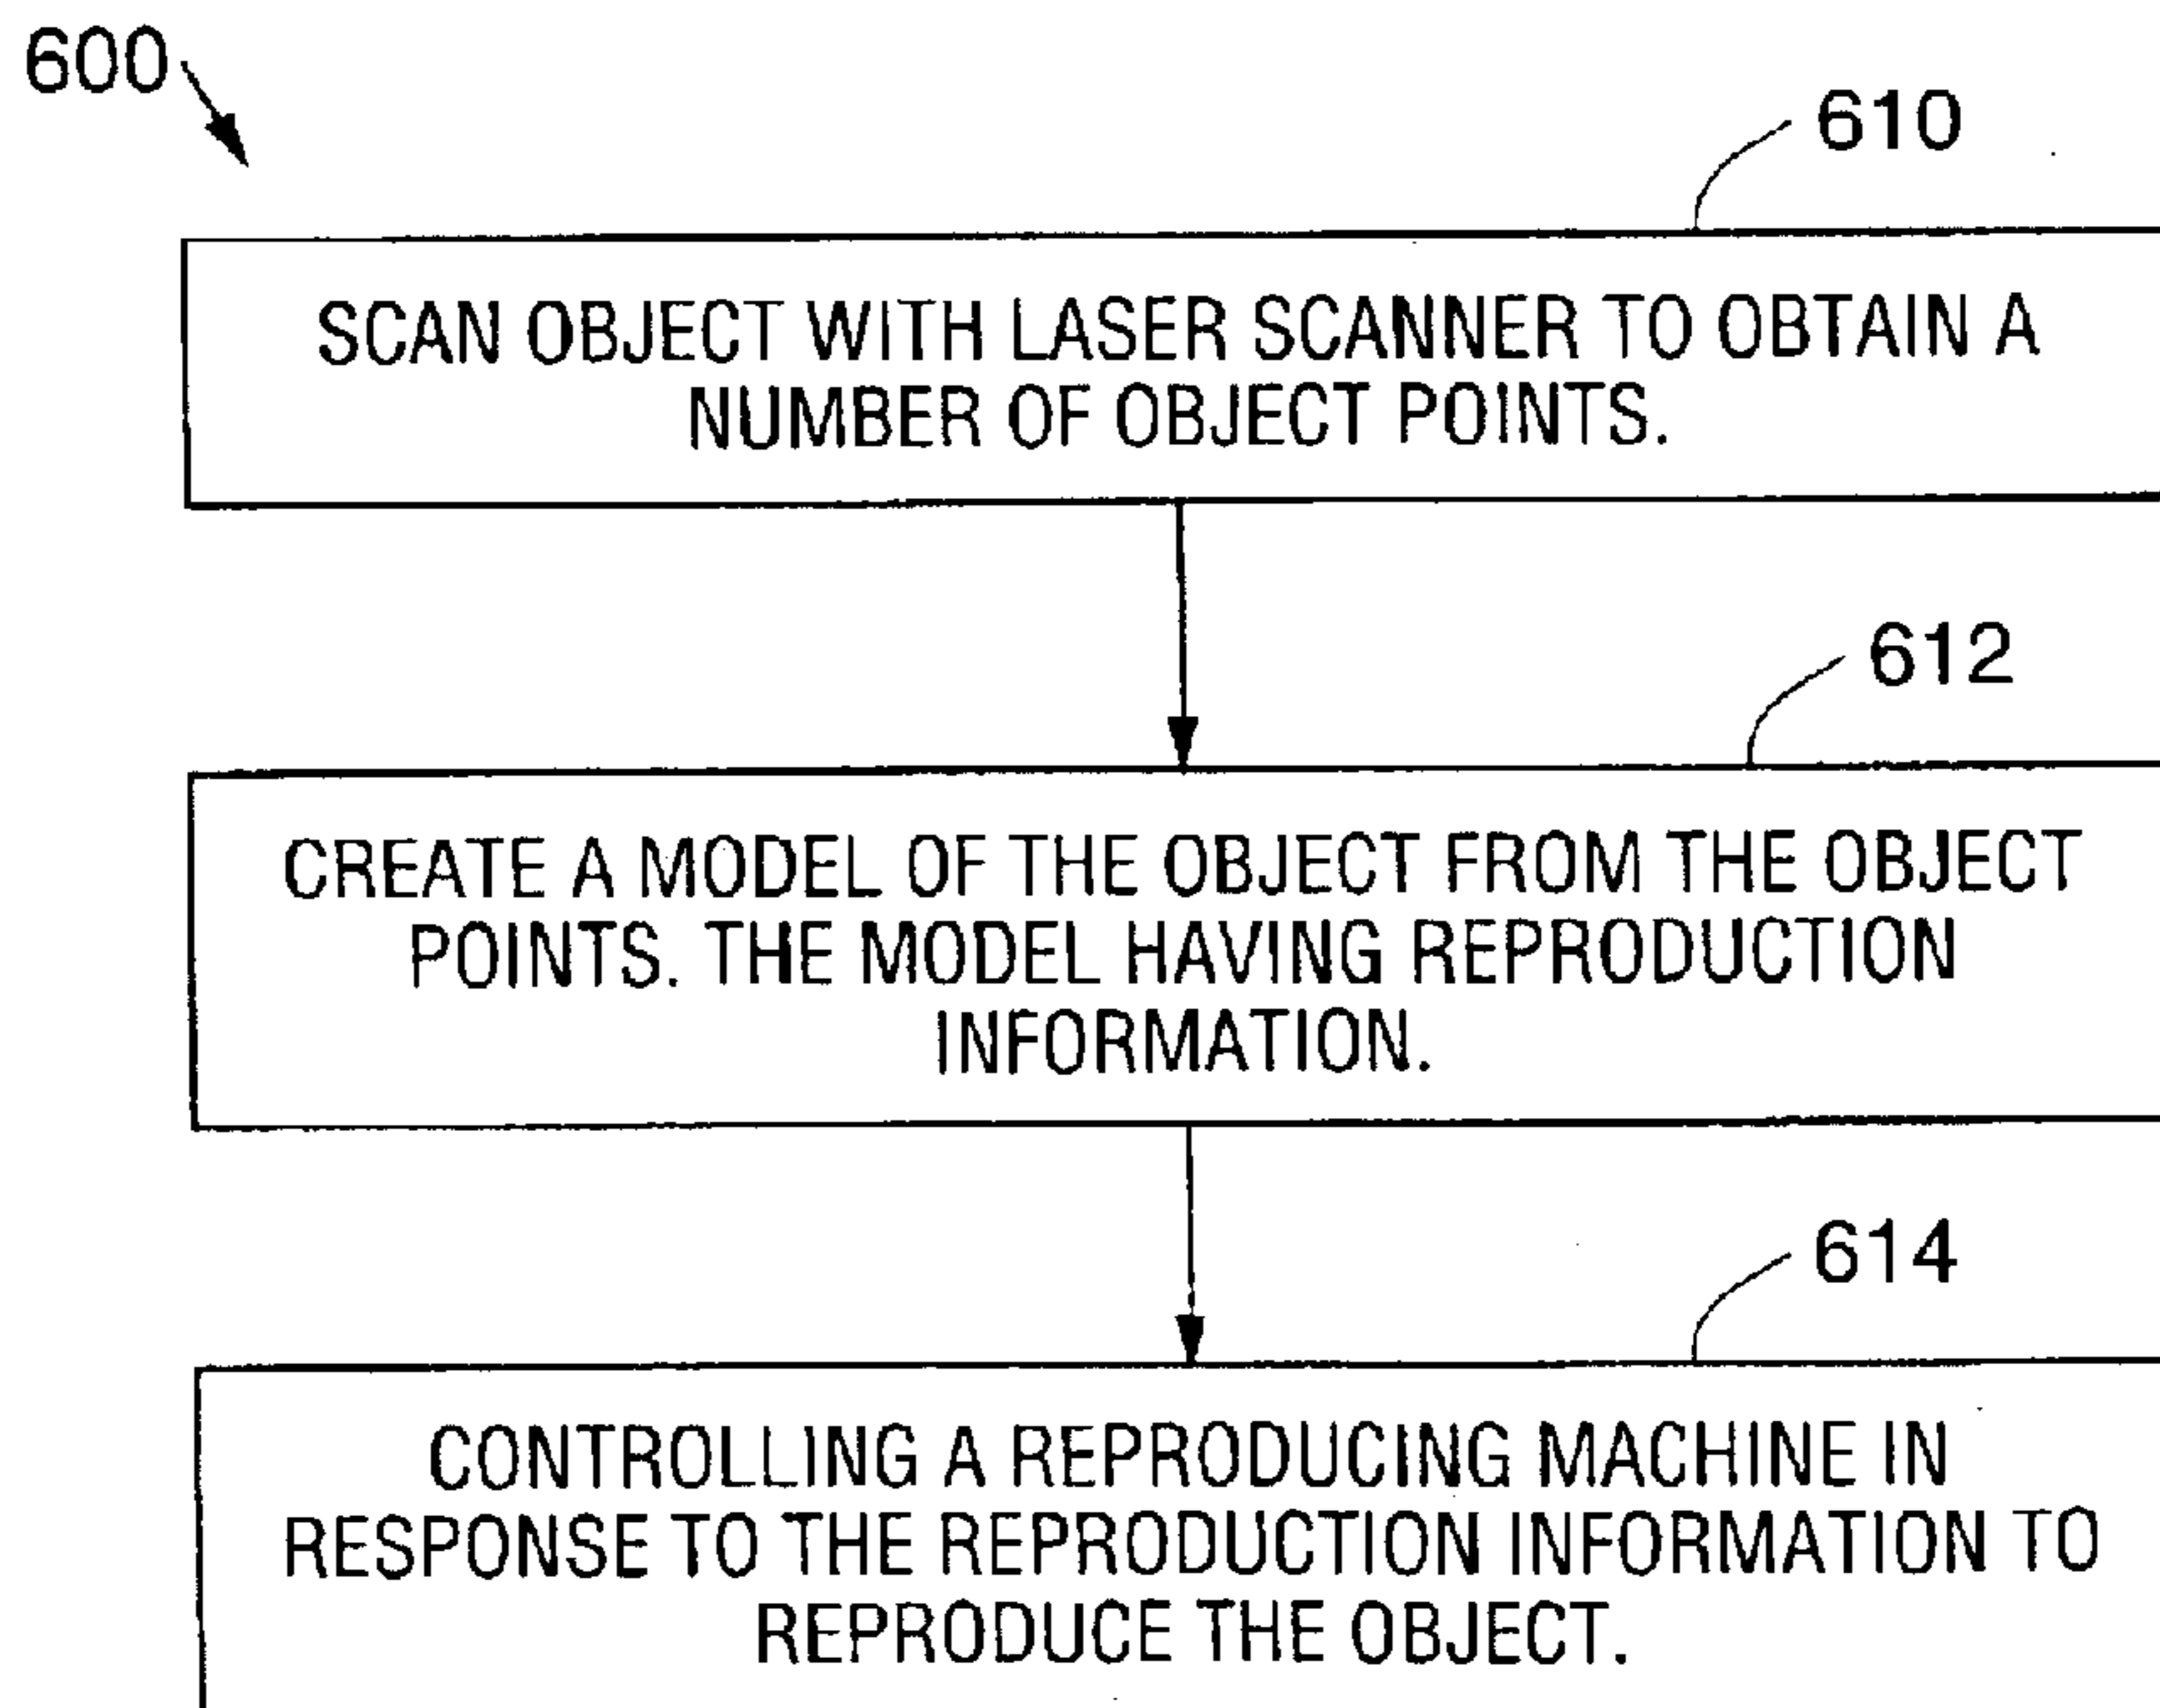 600
610
SCAN OBJECT WITH LASER SCANNER TO OBTAIN A
NUMBER OF OBJECT POINTS.
612
CREATE A MODEL OF THE OBJECT FROM THE OBJECT
POINTS. THE MODEL HAVING REPRODUCTION
INFORMATION.
614
CONTROLLING A REPRODUCING MACHINE IN
RESPONSE TO THE REPRODUCTION INFORMATION TO
REPRODUCE THE OBJECT.